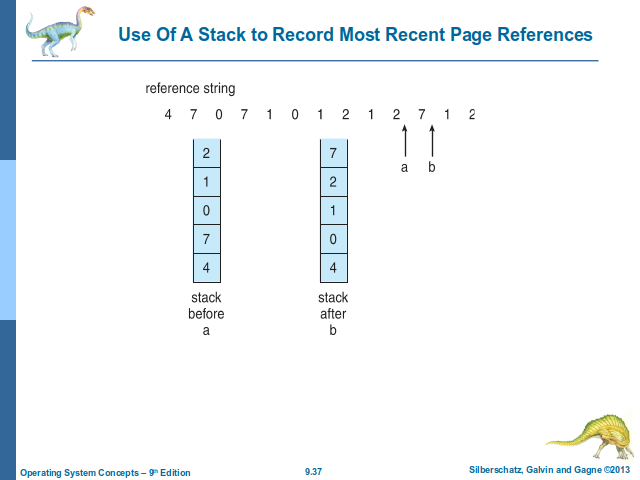 Use Of A Stack to Record Most Recent Page References
reference string
4 7 0 7 1 0 1 2 1 2 7 1 2
a b
2
1
0
7
4
stack
before
a
7
2
1
0
4
stack
after
b
Operating System Concepts – 9th Edition
9.37
Silberschatz, Galvin and Gagne ©2013